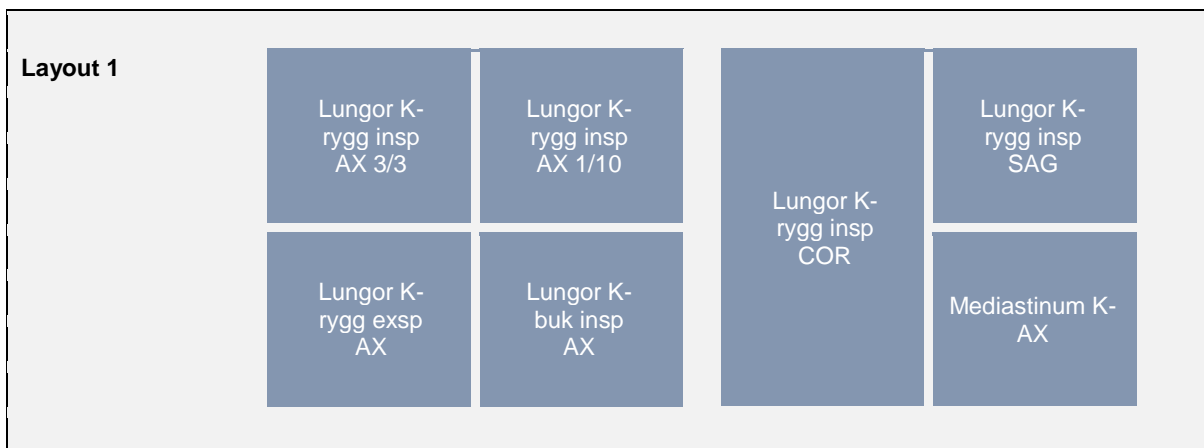 Layout 1
Lungor K-
rygg insp
AX 3/3
Lungor K-
rygg insp
AX 1/10
Lungor K-
rygg insp
COR
Lungor K-
rygg insp
SAG
Lungor K-
rygg exsp
AX
Lungor K-
buk insp
AX
Mediastinum K-
AX